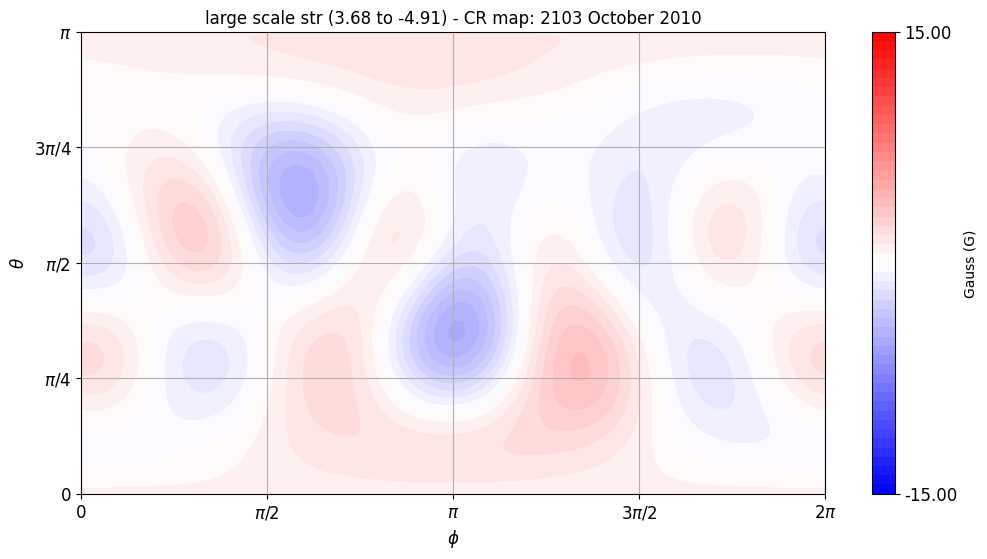 large scale str (3.68 to -4.91) - CR map: 2103 October 2010
π
3π/4
π/2
π/4
0
θ
0
π/2
π
3π/2
2π
ϕ
15.00
-15.00
Gauss (G)